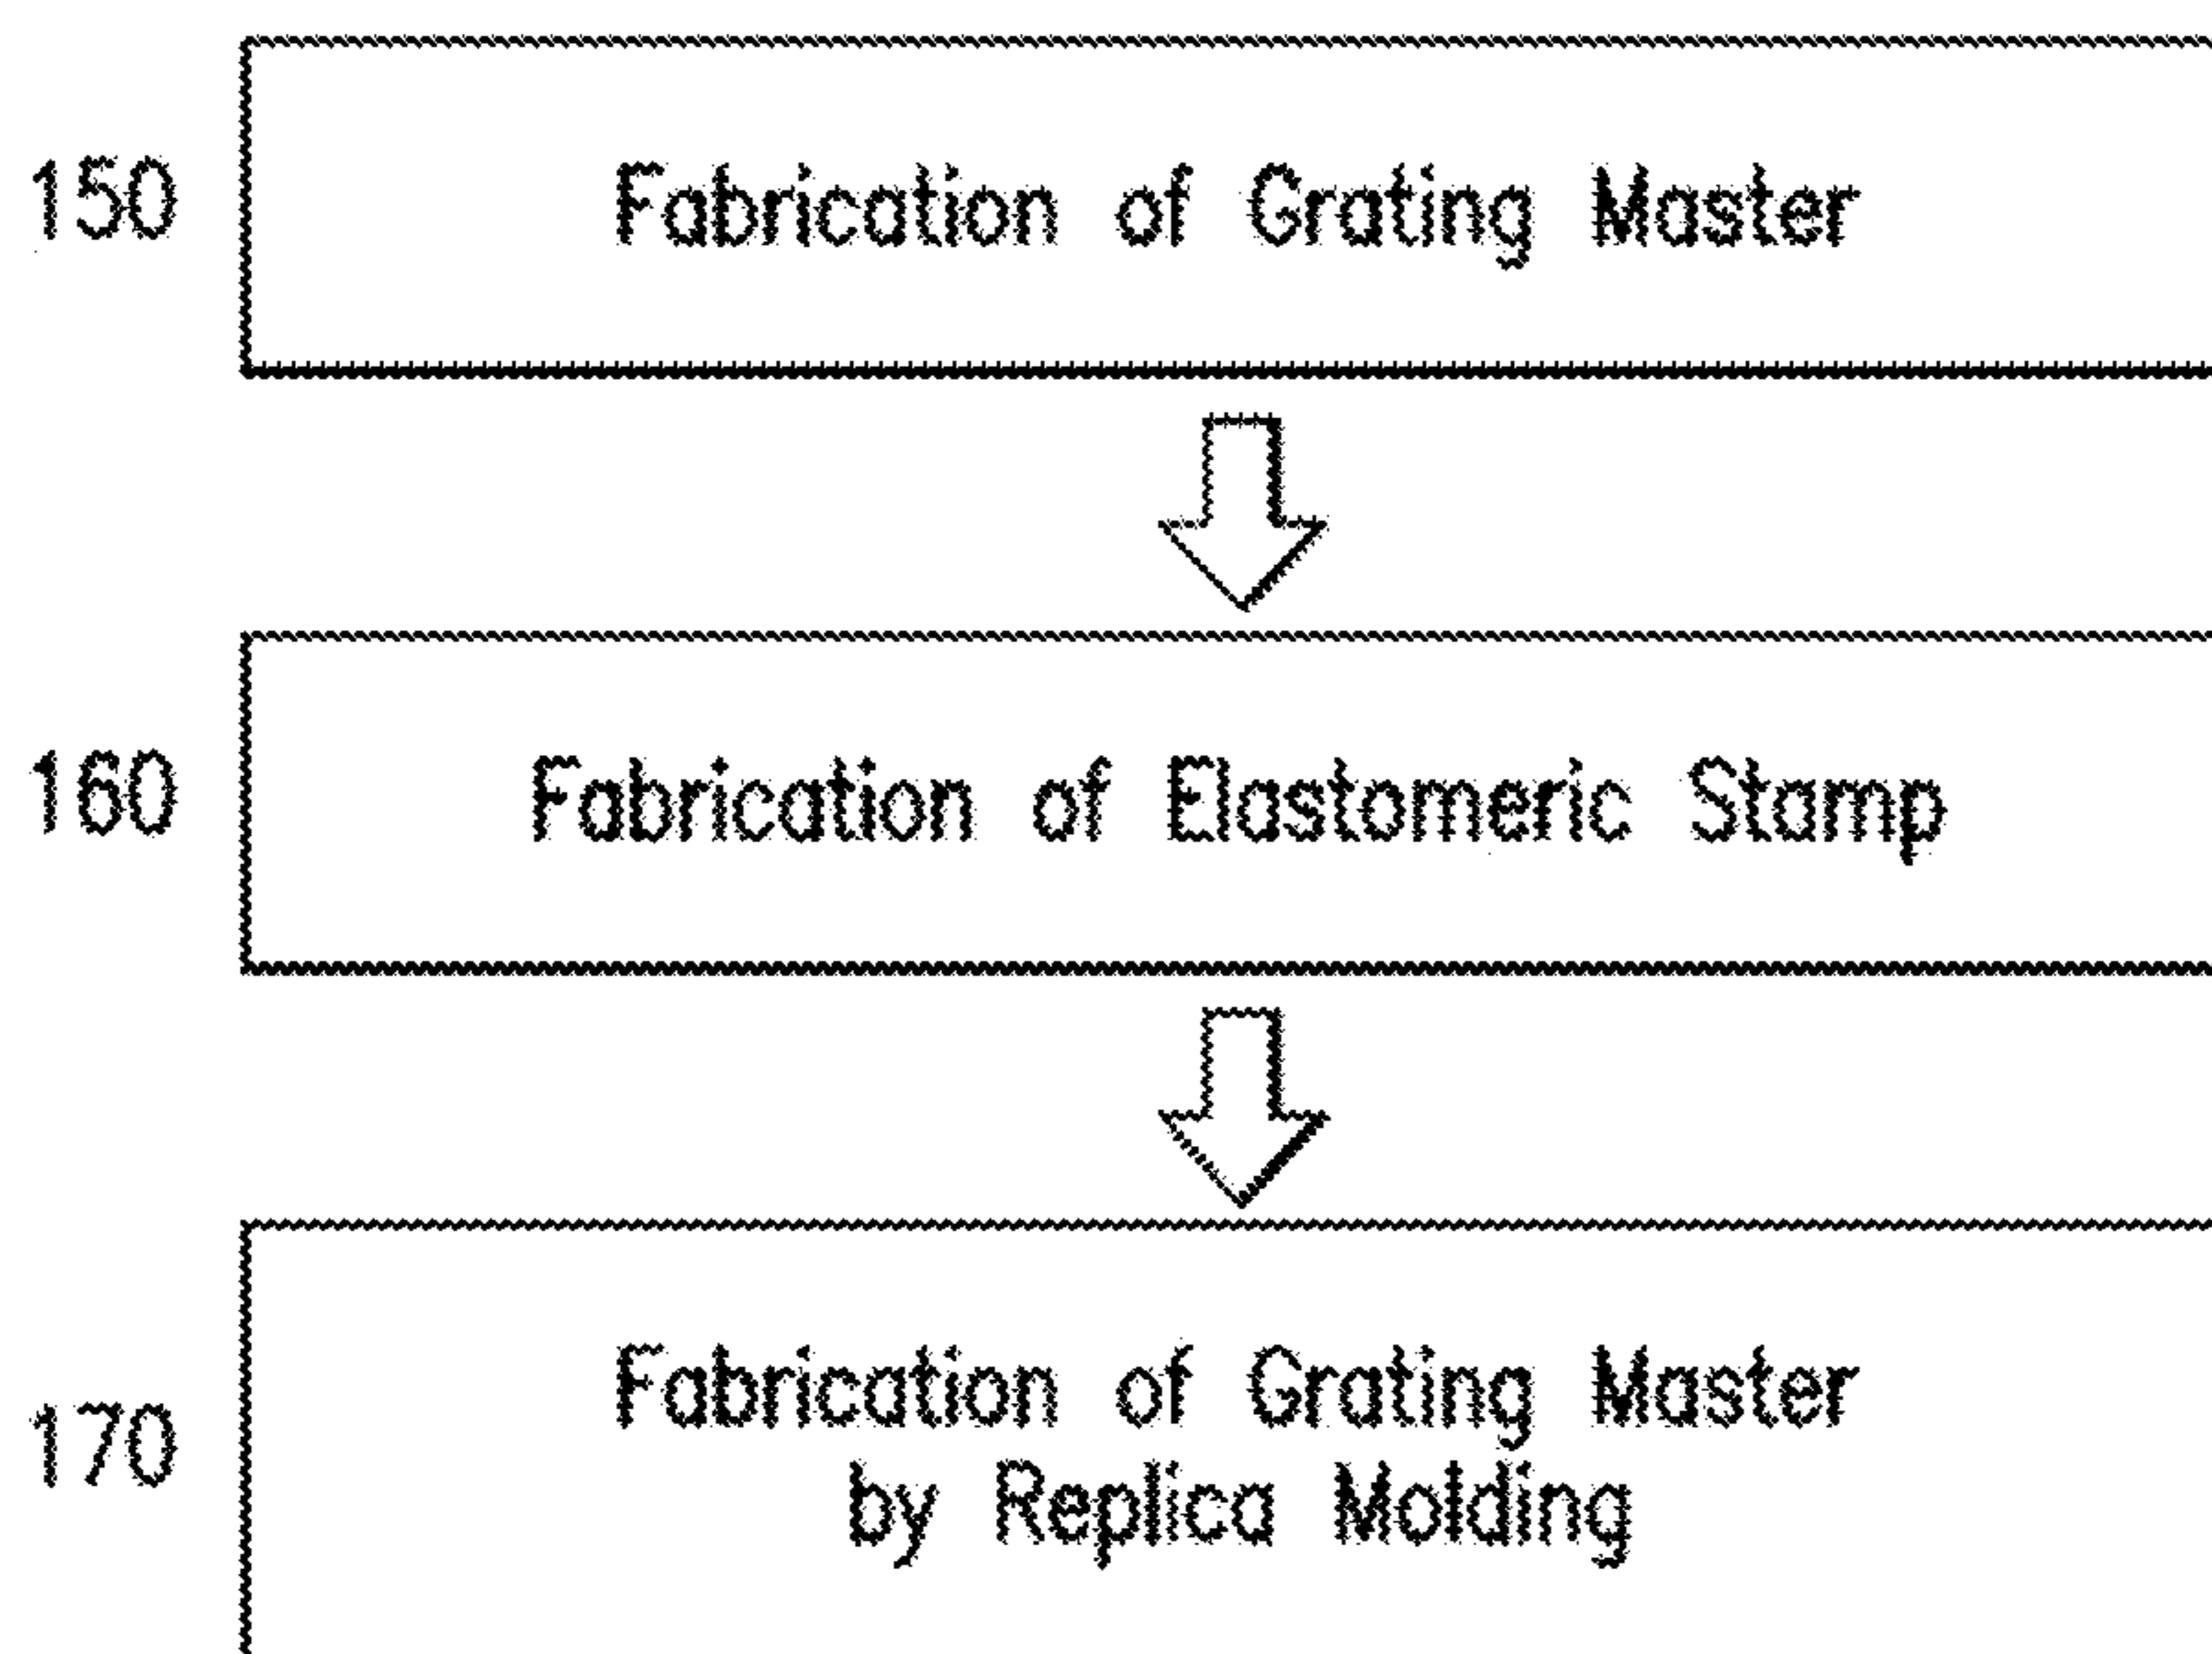 150 Fabrication of Grating Master
160 Fabrication of Elastomeric Stamp
170 Fabrication of Grating Master
by Replica Molding